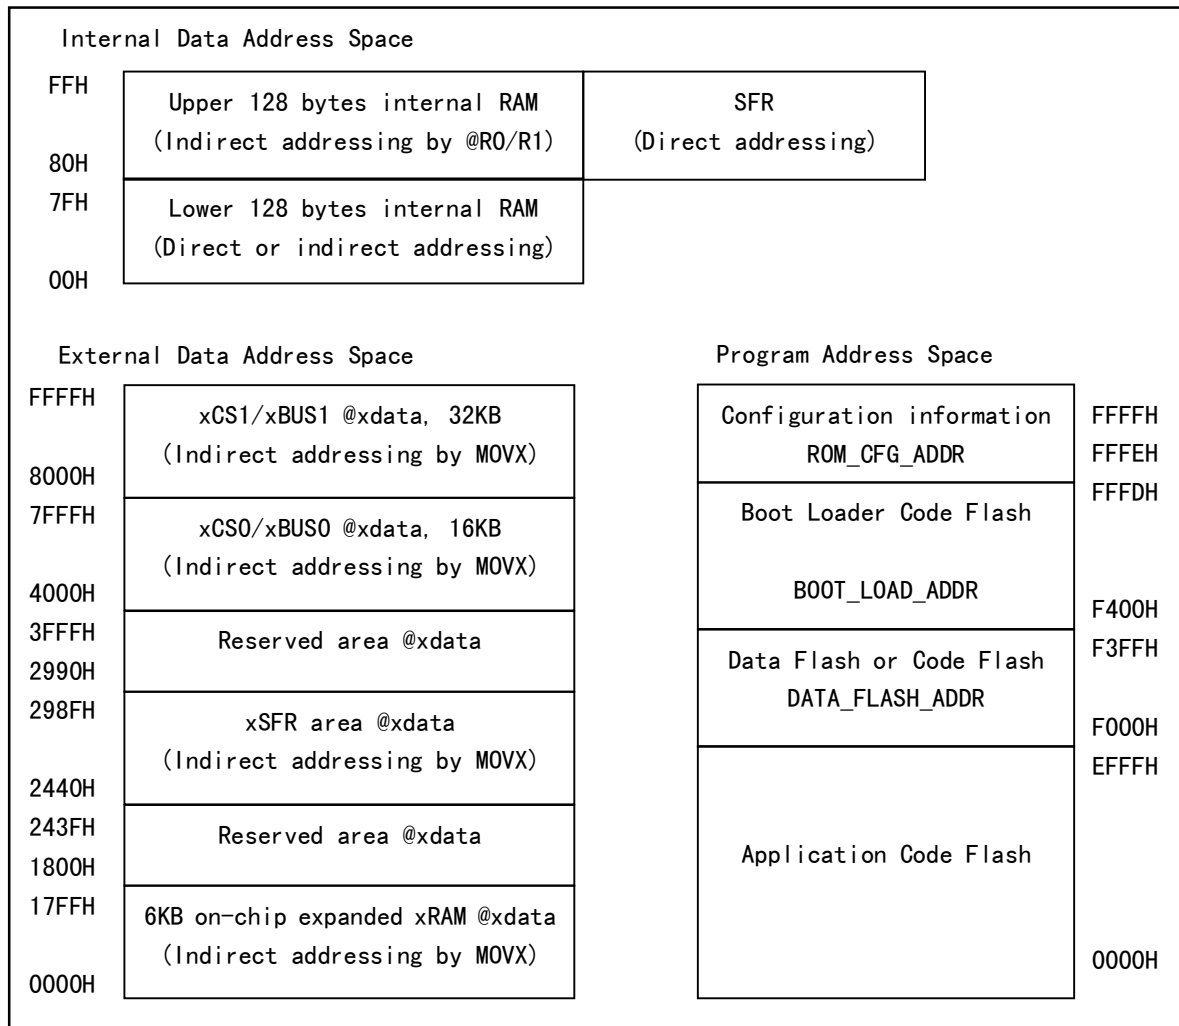 Internal Data Address Space
FFH
Upper 128 bytes internal RAM
(Indirect addressing by @R0/R1)
80H
SFR
(Direct addressing)
7FH
Lower 128 bytes internal RAM
(Direct or indirect addressing)
00H
External Data Address Space
FFFFH
xCS1/xBUS1 @xdata, 32KB
(Indirect addressing by MOVX)
8000H
7FFFH
xCS0/xBUS0 @xdata, 16KB
(Indirect addressing by MOVX)
4000H
3FFFH
Reserved area @xdata
2990H
298FH
xSFR area @xdata
(Indirect addressing by MOVX)
2440H
243FH
Reserved area @xdata
1800H
17FFH
6KB on-chip expanded xRAM @xdata
(Indirect addressing by MOVX)
0000H
Program Address Space
Configuration information
ROM_CFG_ADDR
FFFFH
FFFEH
FFFDH
Boot Loader Code Flash
BOOT_LOAD_ADDR
F400H
F3FFH
Data Flash or Code Flash
DATA_FLASH_ADDR
F000H
EFFFH
Application Code Flash
0000H